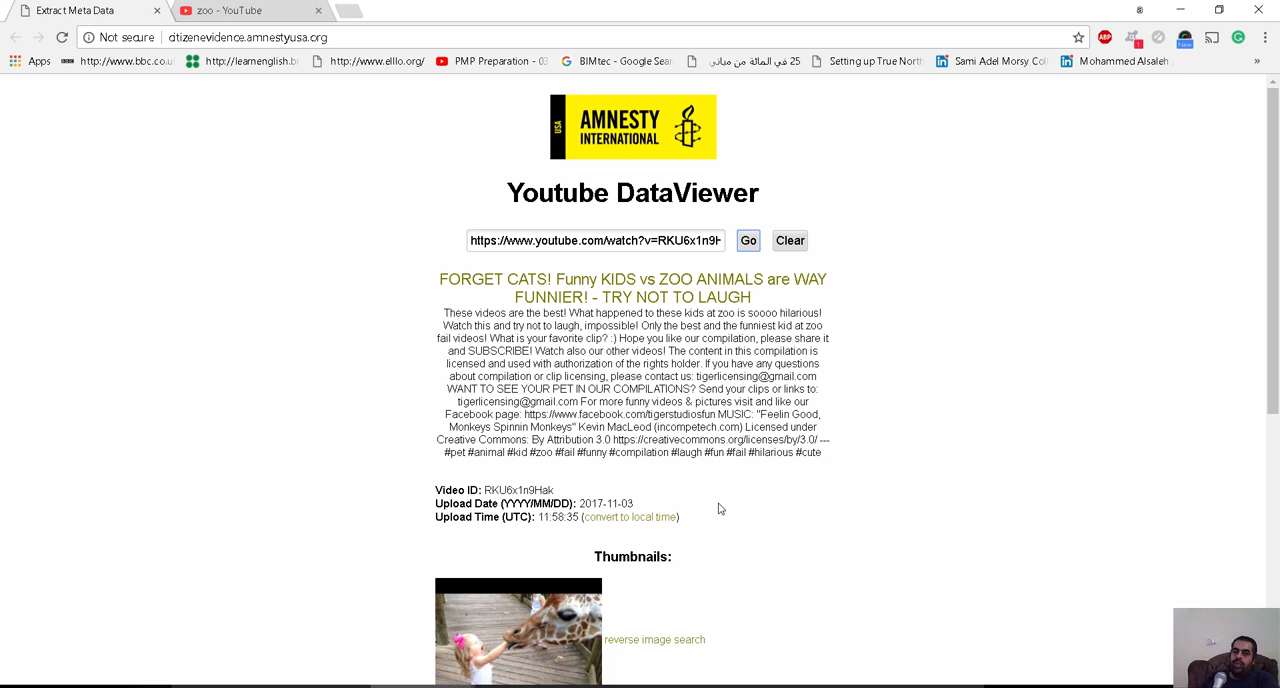 Extract Meta Data
zoo - YouTube
Not secure
citizenevidence.amnestyusa.org
ABP
1
New
Apps
BBC
http://www.bbc.co.u
http://learnenglish.b
http://www.elllo.org/
PMP Preparation - 03
BIMtec - Google Sear
25 في المائة من مباني
Setting up True North
Sami Adel Morsy Coll
Mohammed Alsaleh
»
USA
AMNESTY
INTERNATIONAL
Youtube DataViewer
https://www.youtube.com/watch?v=RKU6x1n9H
Go
Clear
FORGET CATS! Funny KIDS vs ZOO ANIMALS are WAY
FUNNIER! - TRY NOT TO LAUGH
These videos are the best! What happened to these kids at zoo is soooo hilarious!
Watch this and try not to laugh, impossible! Only the best and the funniest kid at zoo
fail videos! What is your favorite clip? :) Hope you like our compilation, please share it
and SUBSCRIBE! Watch also our other videos! The content in this compilation is
licensed and used with authorization of the rights holder. If you have any questions
about compilation or clip licensing, please contact us: tigerlicensing@gmail.com
WANT TO SEE YOUR PET IN OUR COMPILATIONS? Send your clips or links to:
tigerlicensing@gmail.com For more funny videos & pictures visit and like our
Facebook page: https://www.facebook.com/tigerstudiosfun MUSIC: "Feelin Good,
Monkeys Spinnin Monkeys" Kevin MacLeod (incompetech.com) Licensed under
Creative Commons: By Attribution 3.0 https://creativecommons.org/licenses/by/3.0/ ---
#pet #animal #kid #zoo #fail #funny #compilation #laugh #fun #fail #hilarious #cute
Video ID: RKU6x1n9Hak
Upload Date (YYYY/MM/DD): 2017-11-03
Upload Time (UTC): 11:58:35 (convert to local time)
Thumbnails:
reverse image search